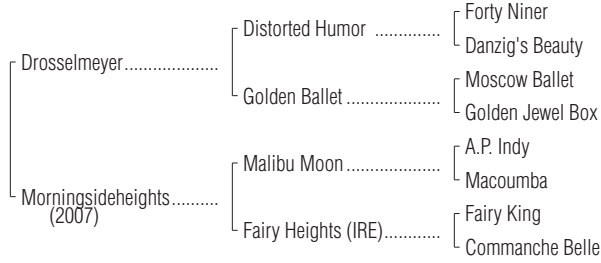 Forty Niner
Distorted Humor ..............
Danzig's Beauty
Drosselmeyer....................
Moscow Ballet
Golden Ballet ....................
Golden Jewel Box
A.P. Indy
Malibu Moon ....................
Macoumba
Morningsideheights..........
(2007)
Fairy King
Fairy Heights (IRE)............
Commanche Belle